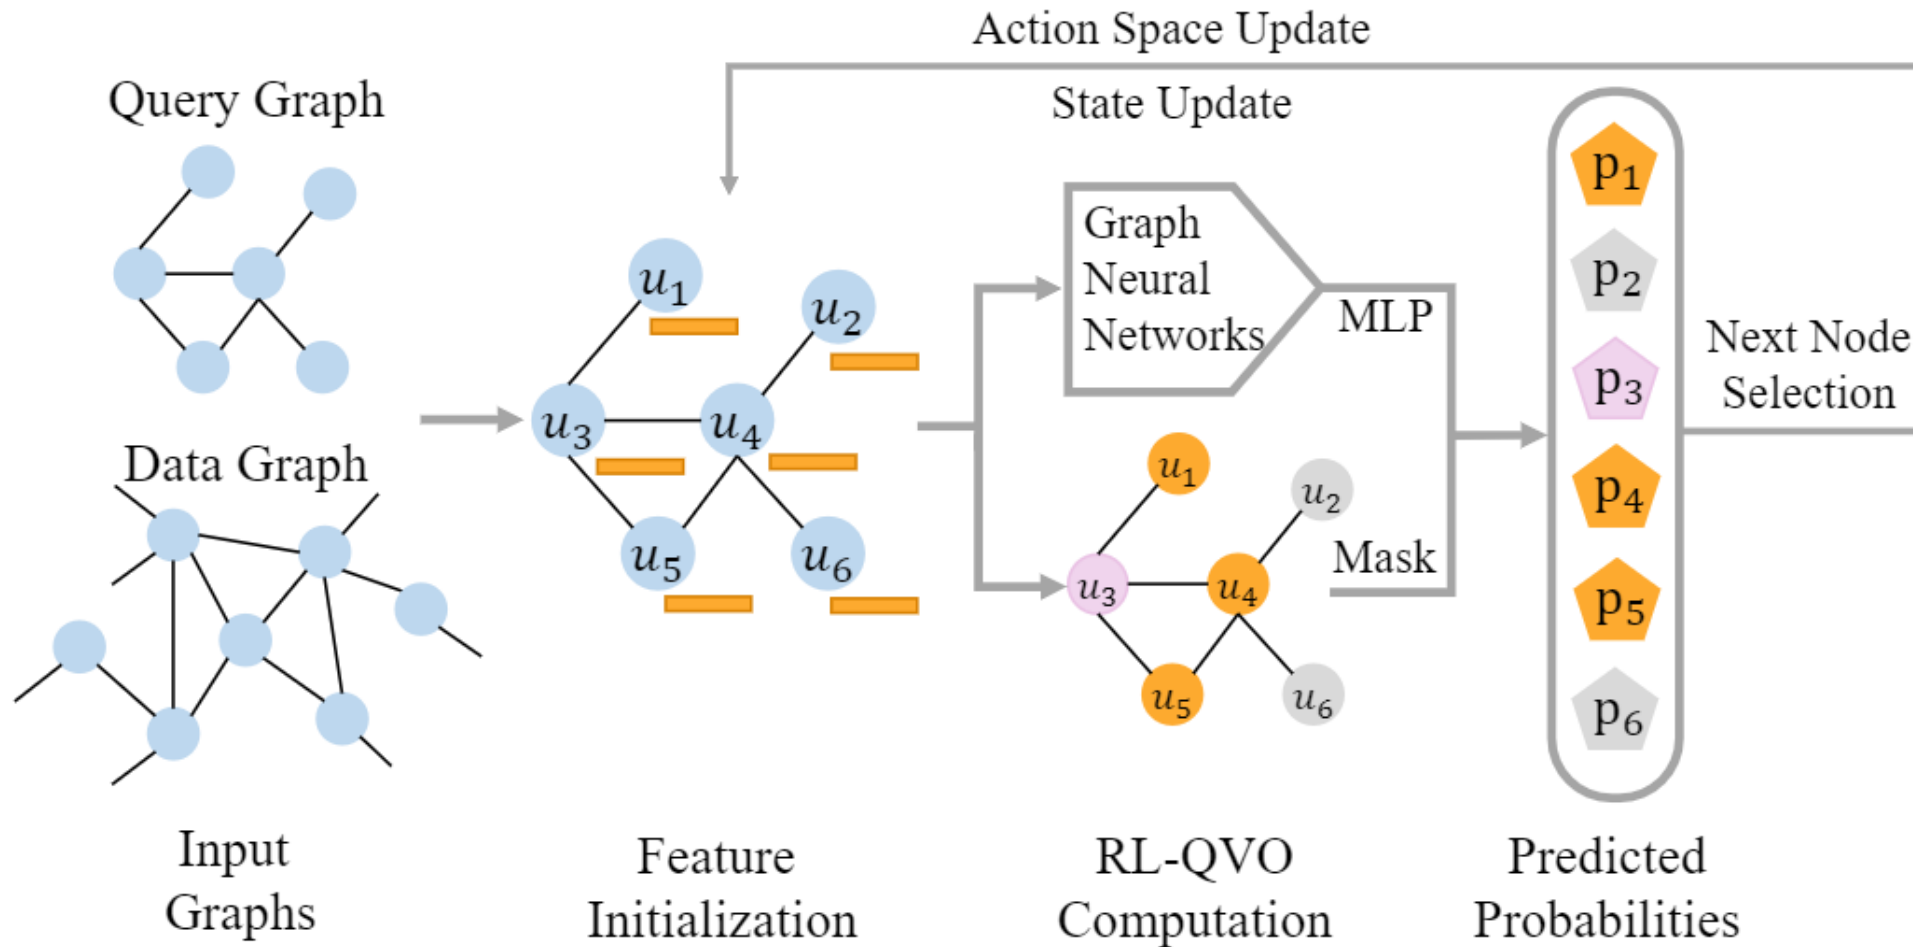 Action Space Update
State Update
Query Graph
Data Graph
u1
u2
u3
u4
u5
u6
Graph
Neural
Networks
MLP
u1
u2
u3
u4
u5
u6
Mask
p1
p2
p3
p4
p5
p6
Next Node
Selection
Input
Graphs
Feature
Initialization
RL-QVO
Computation
Predicted
Probabilities